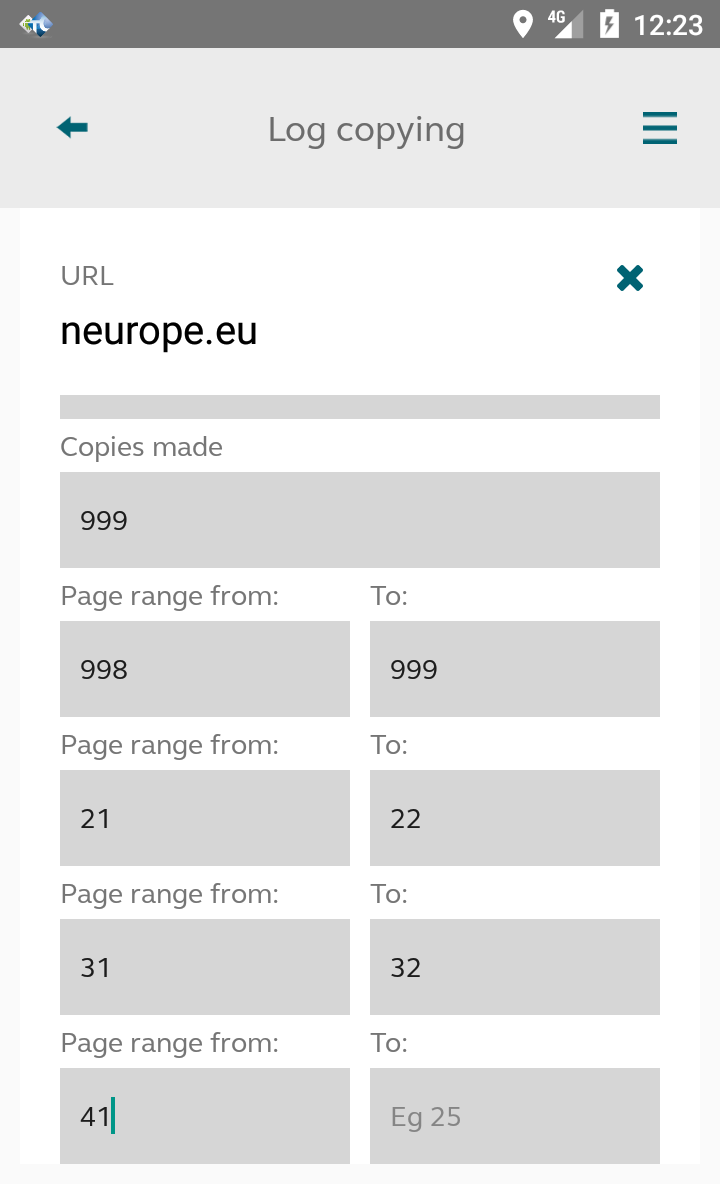 4G 12:23
Log copying
URL
neurope.eu
Copies made
999
Page range from: To:
998 999
Page range from: To:
21 22
Page range from: To:
31 32
Page range from: To:
41 Eg 25